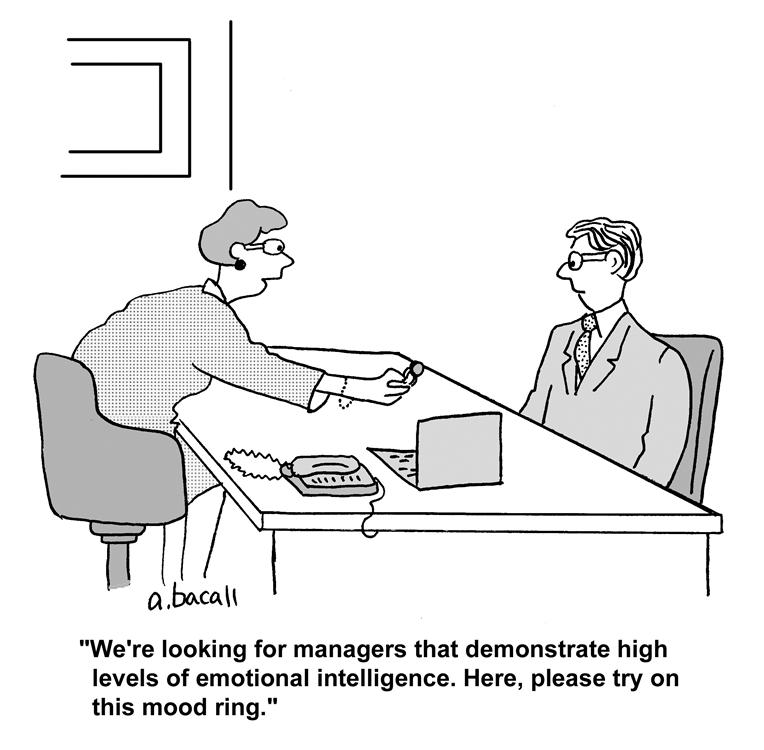 a.bacall
"We're looking for managers that demonstrate high
levels of emotional intelligence. Here, please try on
this mood ring."